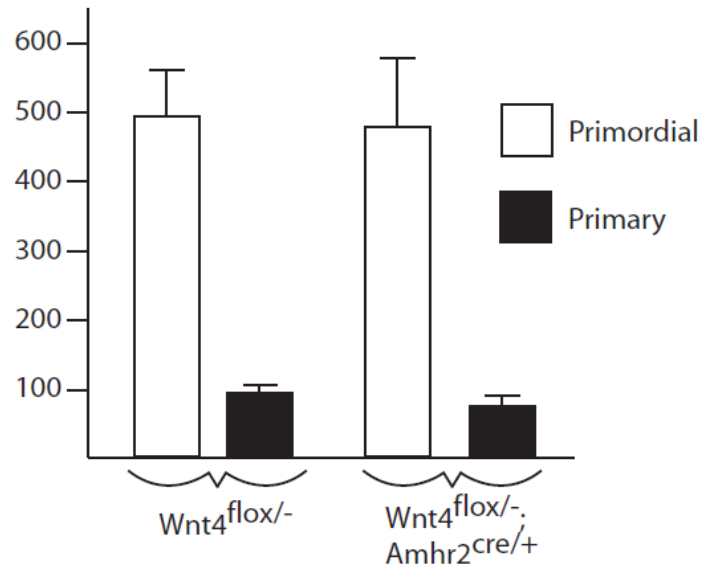 600
500
400
300
200
100
Primordial
Primary
Wnt4flox/-
Wnt4flox/-;
Amhr2cre/+